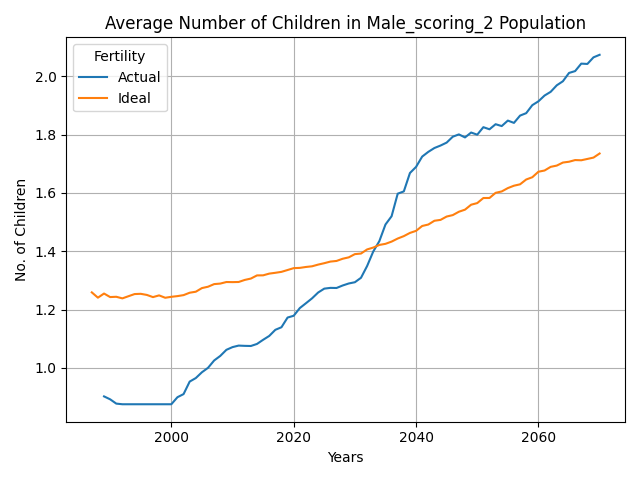 Average Number of Children in Male_scoring_2 Population
Fertility
Actual
Ideal
No. of Children
2.0
1.8
1.6
1.4
1.2
1.0
2000 2020 2040 2060
Years